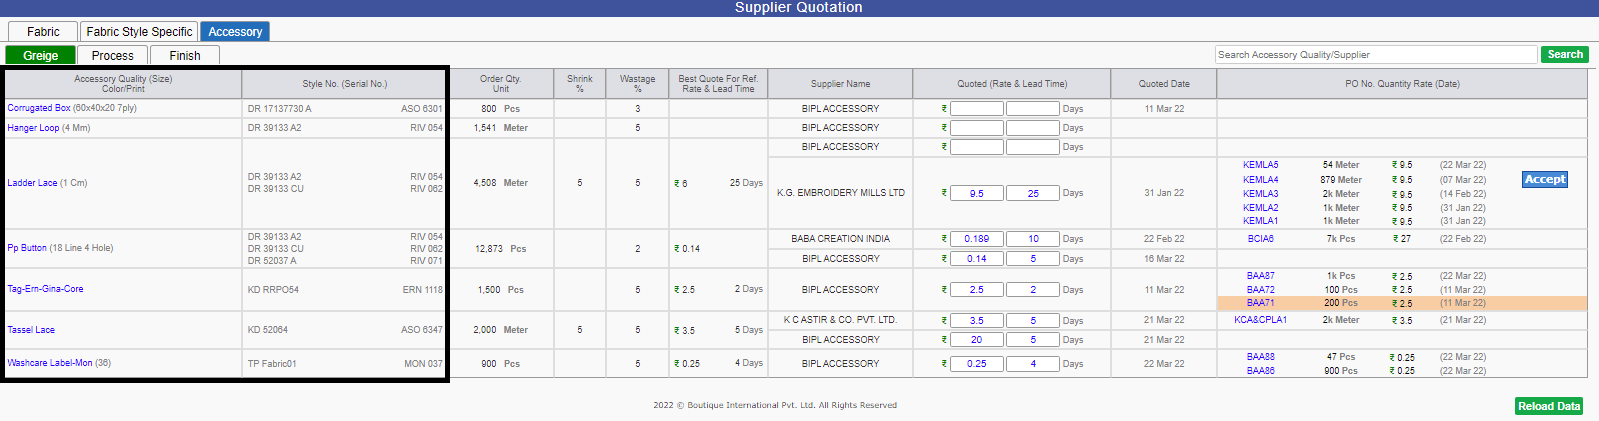 Supplier Quotation
Fabric Fabric Style Specific Accessory
Greige Process Finish Search Accessory Quality/Supplier Search
Accessory Quality (Size) Color/Print Style No. (Serial No.) Order Qty. Unit Shrink % Wastage % Best Quote For Ref. Rate & Lead Time Supplier Name Quoted (Rate & Lead Time) Quoted Date PO No. Quantity Rate (Date)
Corrugated Box (60x40x20 7ply) DR 17137730 A ASO 6301 800 Pcs 3 BIPL ACCESSORY ₹ Days 11 Mar 22
Hanger Loop (4 Mm) DR 39133 A2 RIV 054 1,541 Meter 5 BIPL ACCESSORY ₹ Days
BIPL ACCESSORY ₹ Days
Ladder Lace (1 Cm) DR 39133 A2 RIV 054 4,508 Meter 5 5 ₹ 6 25 Days K.G. EMBROIDERY MILLS LTD ₹ 9.5 25 Days 31 Jan 22 KEMLA5 54 Meter ₹ 9.5 (22 Mar 22)
DR 39133 CU RIV 062 KEMLA4 879 Meter ₹ 9.5 (07 Mar 22) Accept
KEMLA3 2k Meter ₹ 9.5 (14 Feb 22)
KEMLA2 1k Meter ₹ 9.5 (31 Jan 22)
KEMLA1 1k Meter ₹ 9.5 (31 Jan 22)
Pp Button (18 Line 4 Hole) DR 39133 A2 RIV 054 12,873 Pcs 2 ₹ 0.14 BABA CREATION INDIA ₹ 0.189 10 Days 22 Feb 22 BCIA6 7k Pcs ₹ 27 (22 Feb 22)
DR 39133 CU RIV 062
DR 52037 A RIV 071 BIPL ACCESSORY ₹ 0.14 5 Days 16 Mar 22
Tag-Ern-Gina-Core KD RRPO54 ERN 1118 1,500 Pcs 5 ₹ 2.5 2 Days BIPL ACCESSORY ₹ 2.5 2 Days 11 Mar 22 BAA87 1k Pcs ₹ 2.5 (22 Mar 22)
BAA72 100 Pcs ₹ 2.5 (11 Mar 22)
BAA71 200 Pcs ₹ 2.5 (11 Mar 22)
Tassel Lace KD 52064 ASO 6347 2,000 Meter 5 5 ₹ 3.5 5 Days K C ASTIR & CO. PVT. LTD. ₹ 3.5 5 Days 21 Mar 22 KCA&CPLA1 2k Meter ₹ 3.5 (21 Mar 22)
BIPL ACCESSORY ₹ 20 5 Days 21 Mar 22
Washcare Label-Mon (36) TP Fabric01 MON 037 900 Pcs 5 ₹ 0.25 4 Days BIPL ACCESSORY ₹ 0.25 4 Days 22 Mar 22 BAA88 47 Pcs ₹ 0.25 (22 Mar 22)
BAA86 900 Pcs ₹ 0.25 (22 Mar 22)
2022 © Boutique International Pvt. Ltd. All Rights Reserved
Reload Data